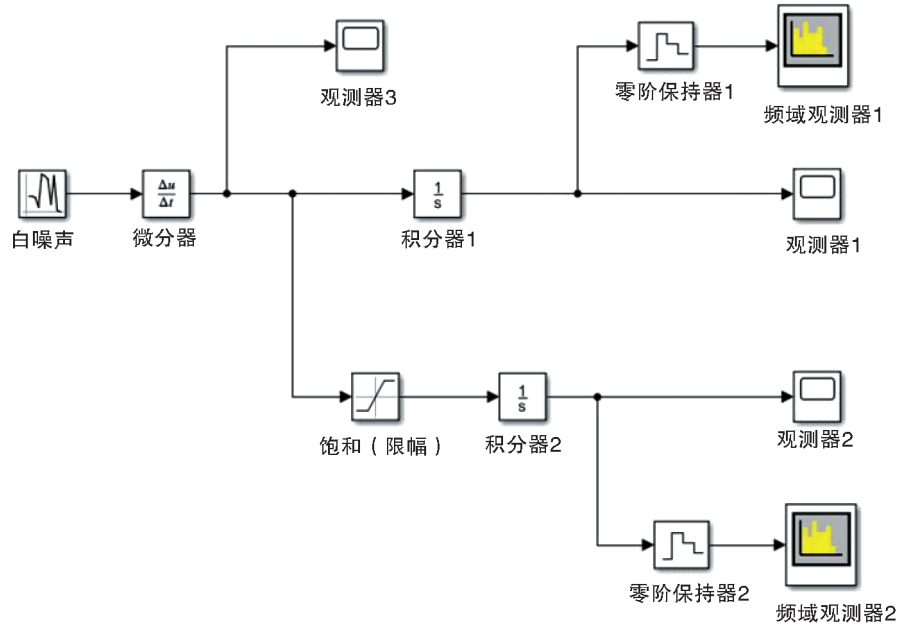 观测器3
零阶保持器1
频域观测器1
白噪声
Δu
Δt
微分器
1
s
积分器1
观测器1
饱和（限幅）
1
s
积分器2
观测器2
零阶保持器2
频域观测器2